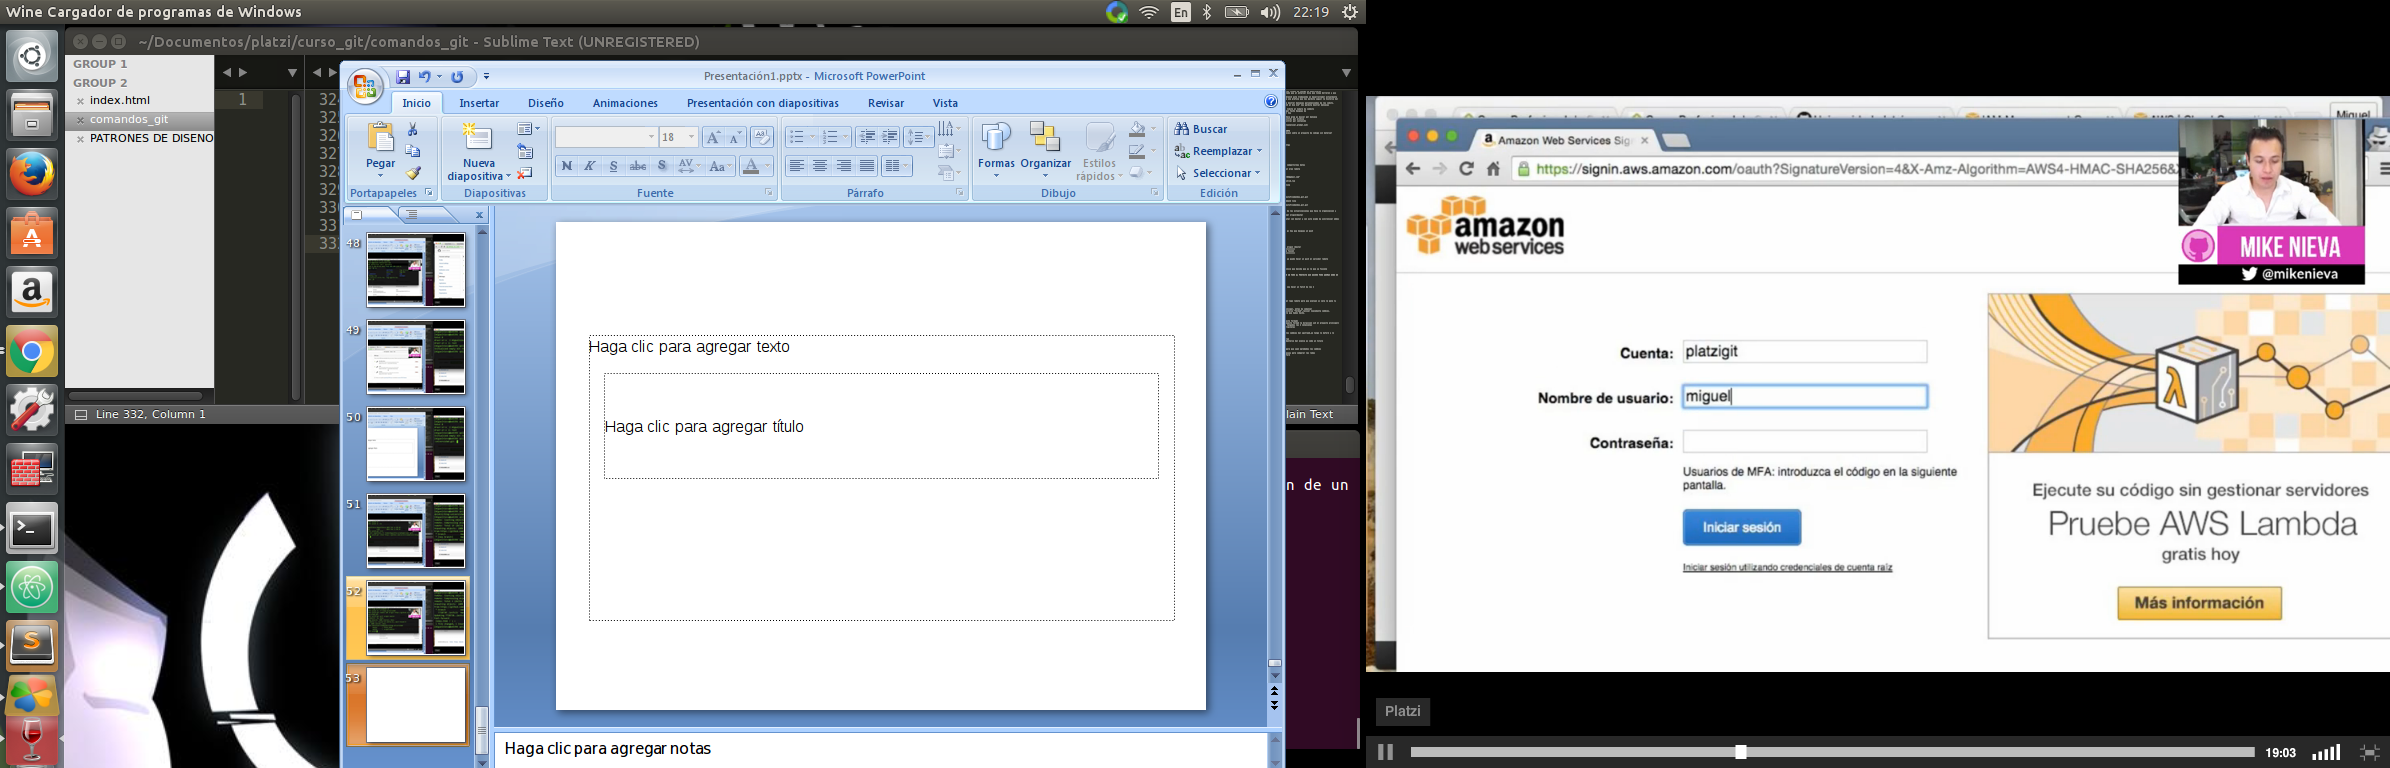 Wine Cargador de programas de Windows
En
22:19
~/Documentos/platzi/curso_git/comandos_git - Sublime Text (UNREGISTERED)
GROUP 1
GROUP 2
index.html
comandos_git
PATRONES DE DISENO
1
Line 332, Column 1
Presentación1.pptx - Microsoft PowerPoint
Inicio
Insertar
Diseño
Animaciones
Presentación con diapositivas
Revisar
Vista
Pegar
Portapapeles
Nueva
diapositiva
Diapositivas
18
N K S abc S AV Aa A
Fuente
Párrafo
Formas
Organizar
Estilos
rápidos
Dibujo
Buscar
Reemplazar
Seleccionar
Edición
48
49
50
51
52
53
Haga clic para agregar texto
Haga clic para agregar título
Haga clic para agregar notas
lain Text
n de un
Amazon Web Services Sig
Miguel
https://signin.aws.amazon.com/oauth?SignatureVersion=4&X-Amz-Algorithm=AWS4-HMAC-SHA256&
amazon
web services
MIKE NIEVA
@mikenieva
Cuenta: platzigit
Nombre de usuario: miguel
Contraseña:
Usuarios de MFA: introduzca el código en la siguiente
pantalla.
Iniciar sesión
Iniciar sesión utilizando credenciales de cuenta raíz
Ejecute su código sin gestionar servidores
Pruebe AWS Lambda
gratis hoy
Más información
Platzi
19:03